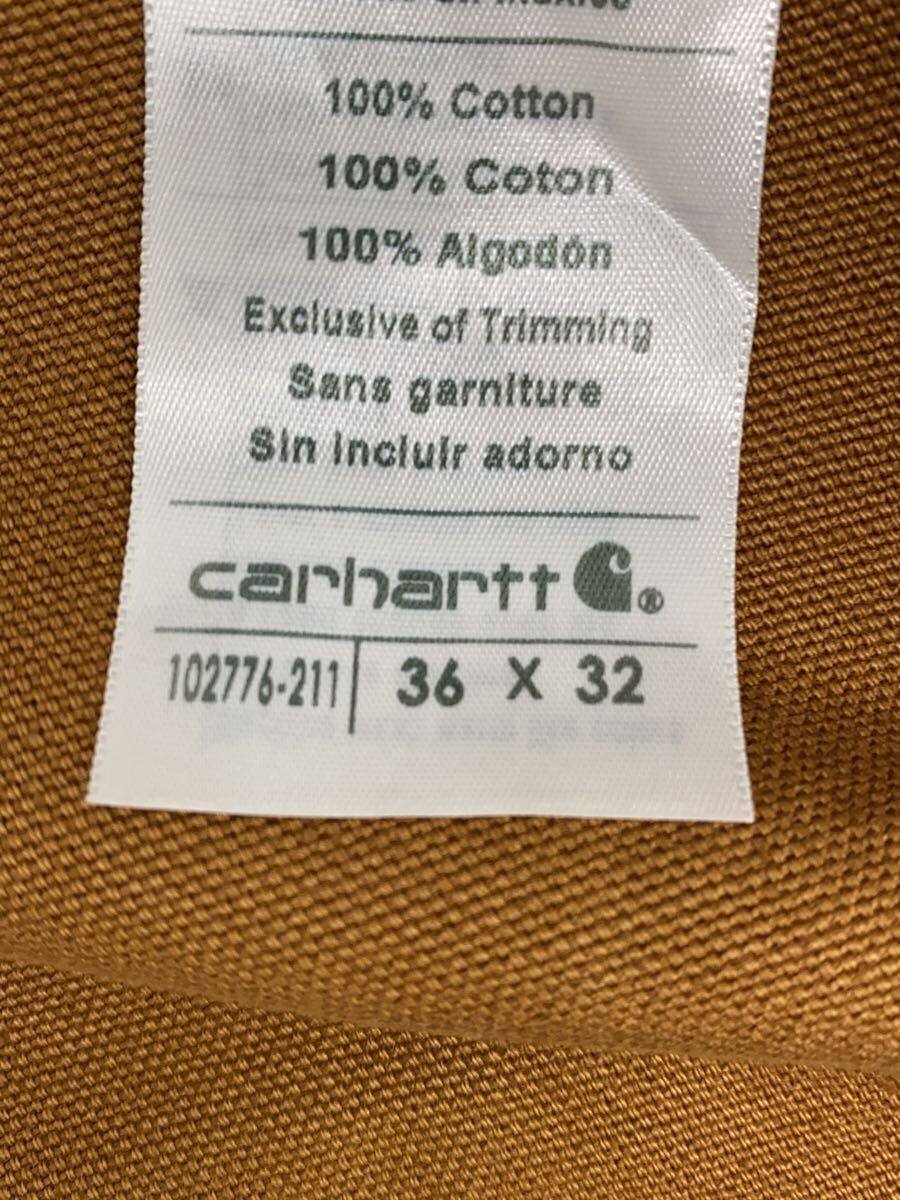 100% Cotton
100% Coton
100% Algodón
Exclusive of Trimming
Sans garniture
Sin incluir adorno
carhartt ®
102776-211 36 X 32